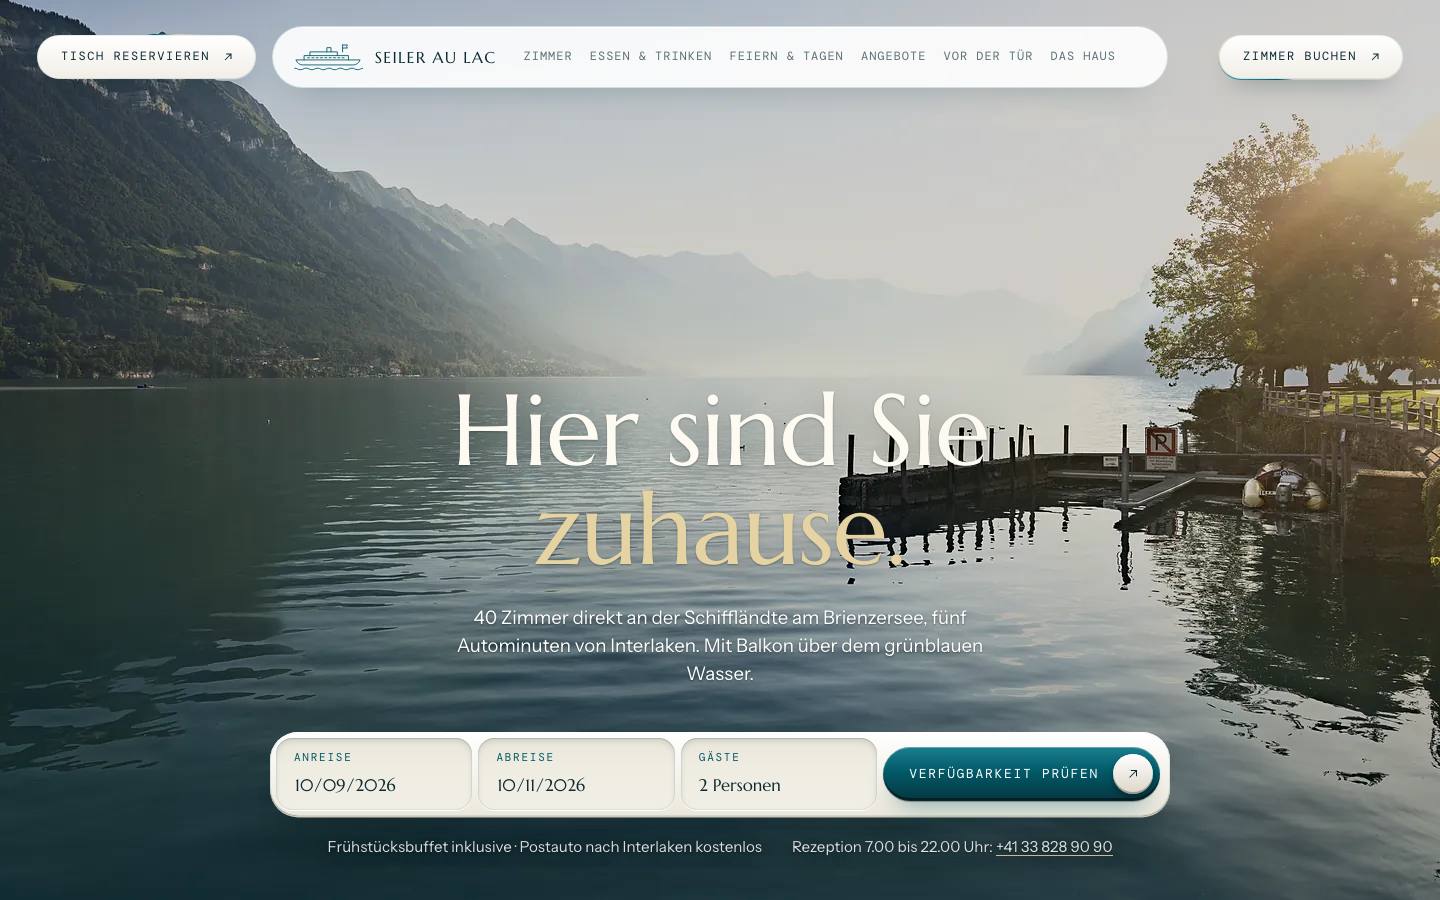 TISCH RESERVIEREN
SEILER AU LAC
ZIMMER
ESSEN & TRINKEN
FEIERN & TAGEN
ANGEBOTE
VOR DER TÜR
DAS HAUS
ZIMMER BUCHEN
Hier sind Sie
zuhause.
40 Zimmer direkt an der Schiffländte am Brienzersee, fünf
Autominuten von Interlaken. Mit Balkon über dem grünblauen
Wasser.
ANREISE
10/09/2026
ABREISE
10/11/2026
GÄSTE
2 Personen
VERFÜGBARKEIT PRÜFEN
Frühstücksbuffet inklusive · Postauto nach Interlaken kostenlos
Rezeption 7.00 bis 22.00 Uhr: +41 33 828 90 90